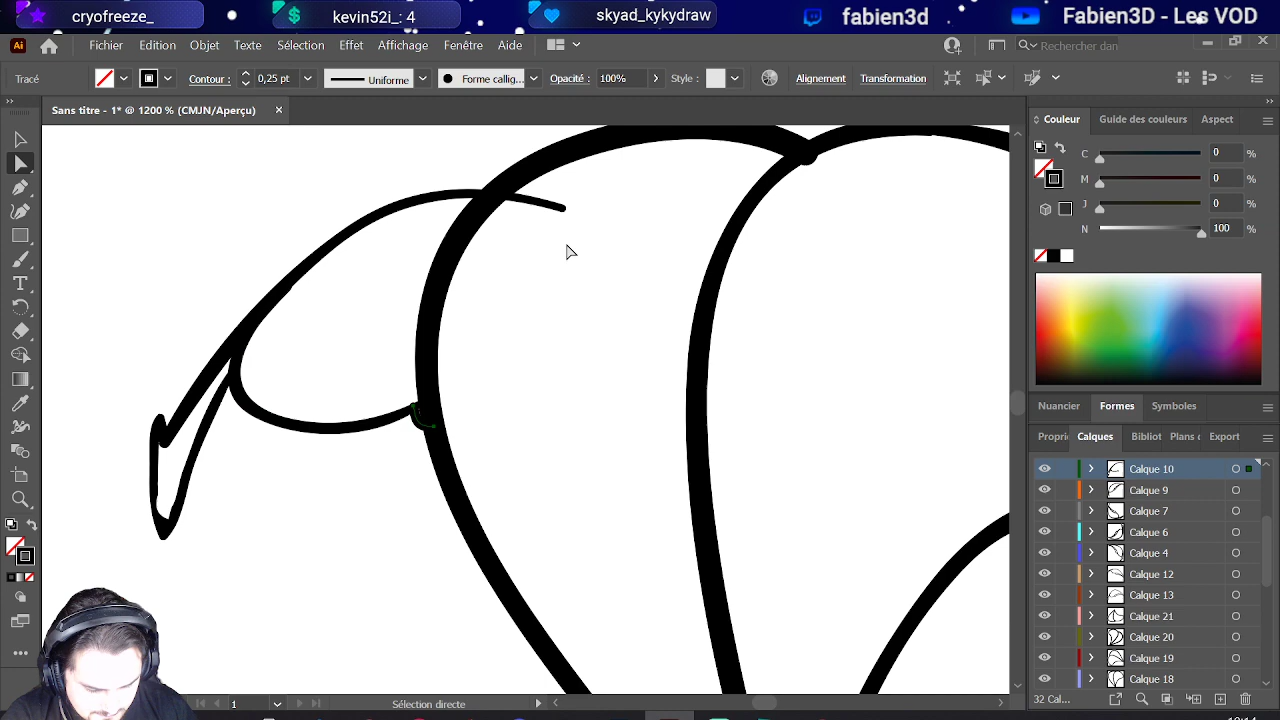 cryofreeze_
kevin52i_: 4
skyad_kykydraw
fabien3d
Fabien3D - Les VOD
Ai
Fichier Edition Objet Texte Sélection Effet Affichage Fenêtre Aide
Rechercher dan
Tracé
Contour :
0,25 pt
Uniforme
Forme callig...
Opacité :
100%
Style :
Alignement
Transformation
Sans titre - 1* @ 1200 % (CMJN/Aperçu)
Couleur
Guide des couleurs
Aspect
C 0 %
M 0 %
J 0 %
N 100 %
Nuancier
Formes
Symboles
Propri
Calques
Bibliot
Plans c
Export
Calque 10
Calque 9
Calque 7
Calque 6
Calque 4
Calque 12
Calque 13
Calque 21
Calque 20
Calque 19
Calque 18
32 Cal...
1
Sélection directe